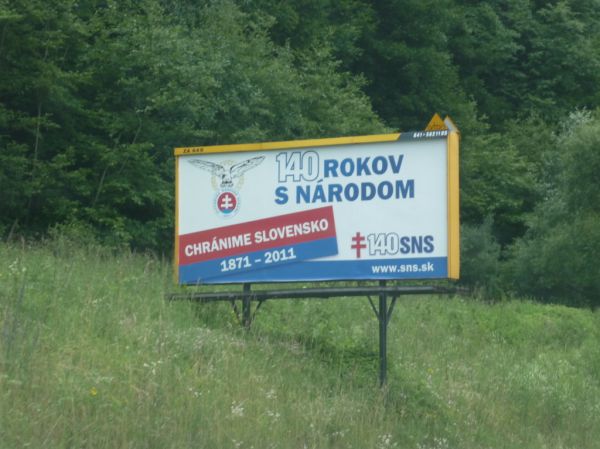 140 ROKOV
S NÁRODOM
CHRÁNIME SLOVENSKO
1871 – 2011
140SNS
www.sns.sk